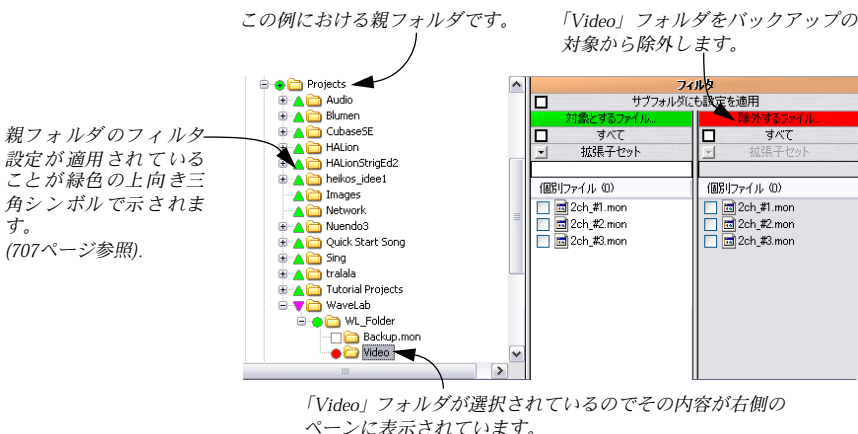 この例における親フォルダです。
「Video」フォルダをバックアップの
対象から除外します。
親フォルダのフィルタ
設定が適用されている
ことが緑色の上向き三
角シンボルで示されま
す。
(707ページ参照).
Projects
Audio
Blumen
CubaseSE
HALion
HALionStrigEd2
heikos_idee1
Images
Network
Nuendo3
Quick Start Song
Sing
tralala
Tutorial Projects
WaveLab
WL_Folder
Backup.mon
Video
フィルタ
サブフォルダにも設定を適用
対象とするファイル...
除外するファイル...
すべて
すべて
拡張子セット
拡張子セット
個別ファイル (0)
個別ファイル (0)
2ch_#1.mon
2ch_#2.mon
2ch_#3.mon
2ch_#1.mon
2ch_#2.mon
2ch_#3.mon
「Video」フォルダが選択されているのでその内容が右側の
ペーンに表示されています。